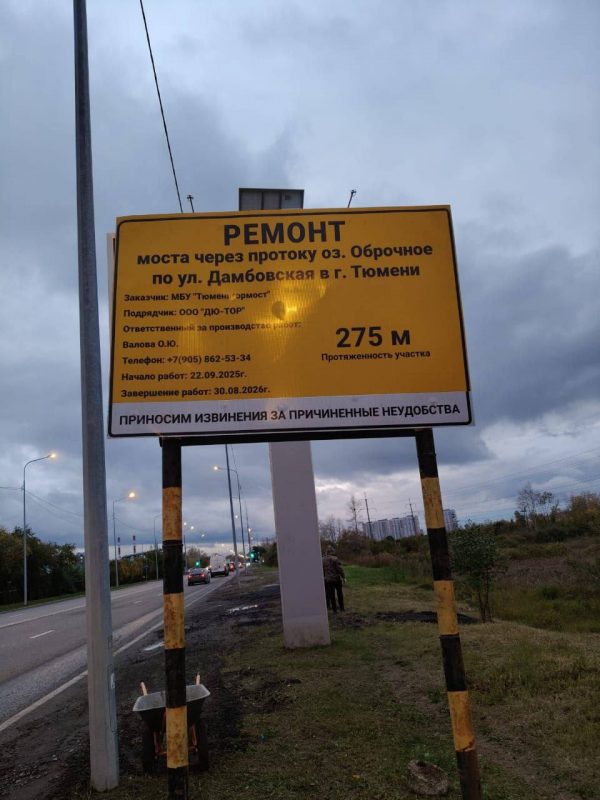 РЕМОНТ
моста через протоку оз. Оброчное
по ул. Дамбовская в г. Тюмени
Заказчик: МБУ "Тюменьгормост"
Подрядчик: ООО "ДЮ-ТОР"
Ответственный за производство работ:
Валова О.Ю.
Телефон: +7(905) 862-53-34
Начало работ: 22.09.2025г.
Завершение работ: 30.08.2026г.
275 м
Протяженность участка
ПРИНОСИМ ИЗВИНЕНИЯ ЗА ПРИЧИНЕННЫЕ НЕУДОБСТВА